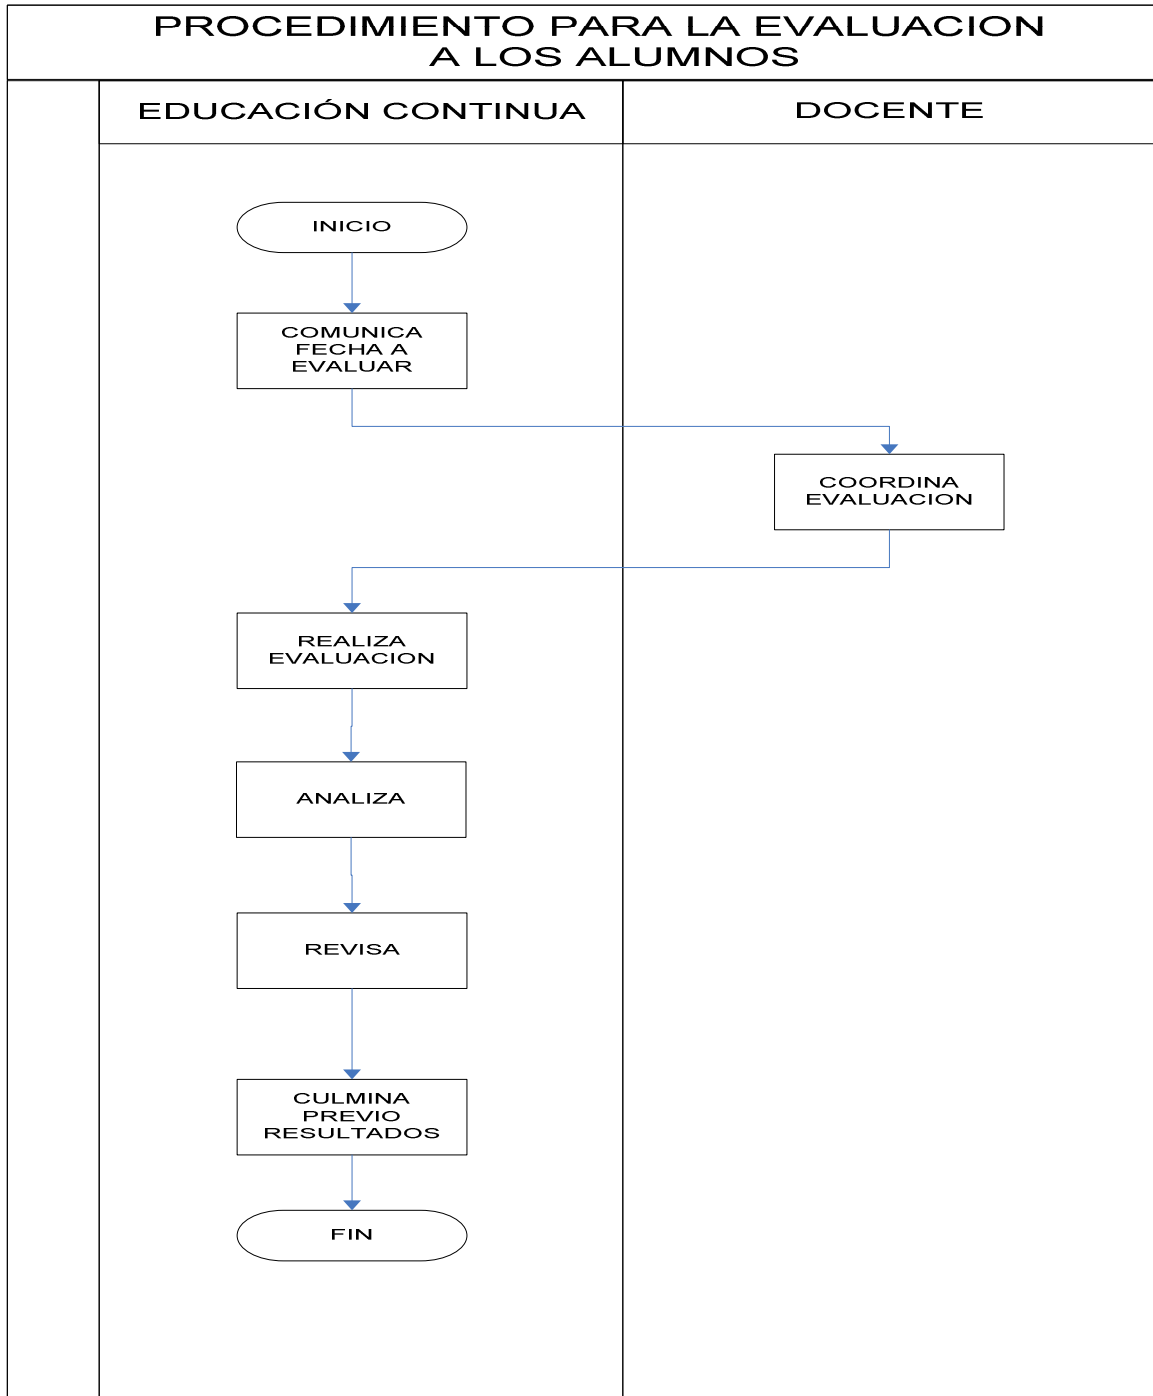 PROCEDIMIENTO PARA LA EVALUACION
A LOS ALUMNOS
EDUCACIÓN CONTINUA
DOCENTE
INICIO
COMUNICA
FECHA A
EVALUAR
COORDINA
EVALUACION
REALIZA
EVALUACION
ANALIZA
REVISA
CULMINA
PREVIO
RESULTADOS
FIN